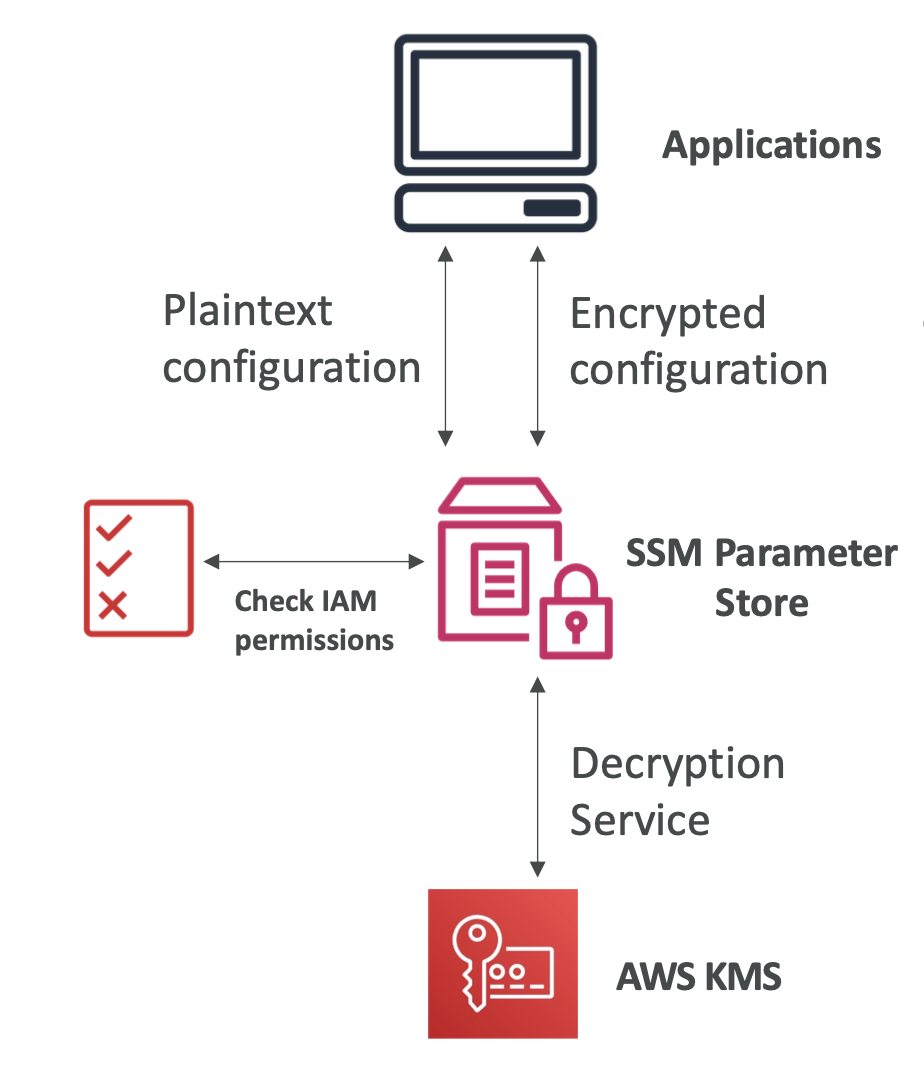 Applications
Plaintext
configuration
Encrypted
configuration
SSM Parameter
Store
Check IAM
permissions
Decryption
Service
AWS KMS